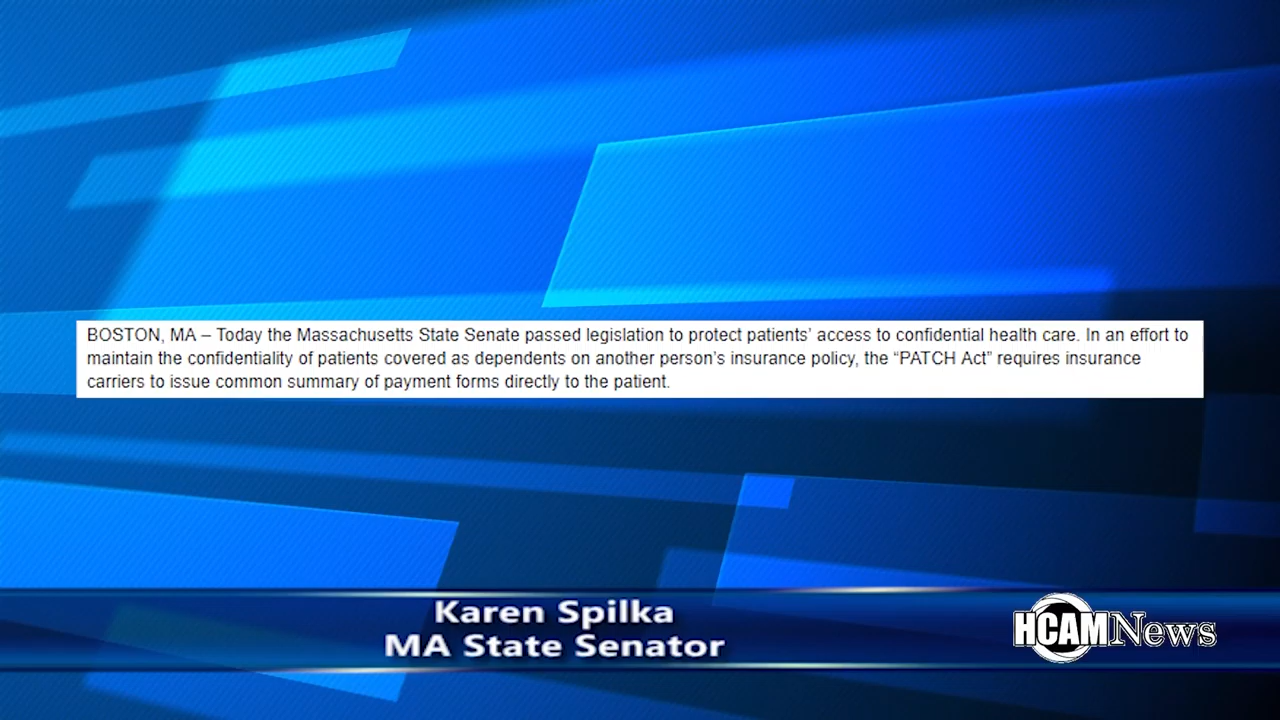 BOSTON, MA – Today the Massachusetts State Senate passed legislation to protect patients’ access to confidential health care. In an effort to
maintain the confidentiality of patients covered as dependents on another person’s insurance policy, the “PATCH Act” requires insurance
carriers to issue common summary of payment forms directly to the patient.
Karen Spilka
MA State Senator
HCAMNews